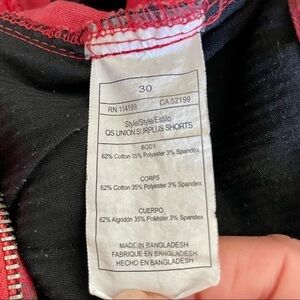 30
RN 114199 CA 52199
Style/Style/Estilo
QS UNION SURPLUS SHORTS
BODY
62% Cotton 35% Polyester 3% Spandex
CORPS
62% Cotton 35% Polyester 3% Spandex
CUERPO
62% Algodón 35% Poliéster 3% Spandex
MADE IN BANGLADESH
FABRIQUE EN BANGLADESH
HECHO EN BANGLADESH